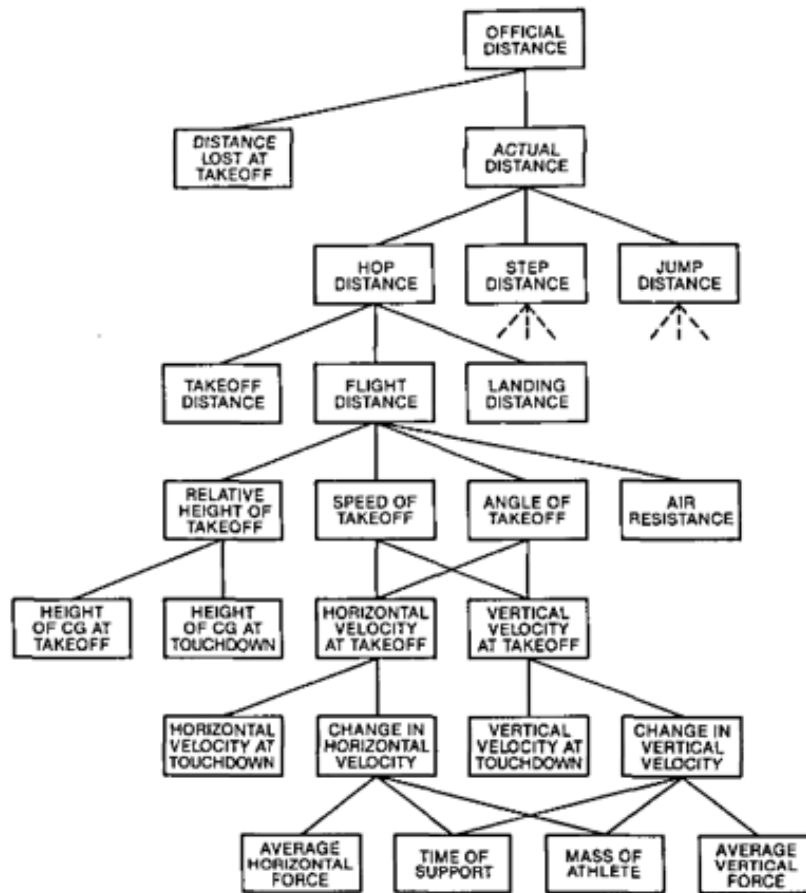 OFFICIAL
DISTANCE
DISTANCE
LOST AT
TAKEOFF
ACTUAL
DISTANCE
HOP
DISTANCE
STEP
DISTANCE
JUMP
DISTANCE
TAKEOFF
DISTANCE
FLIGHT
DISTANCE
LANDING
DISTANCE
RELATIVE
HEIGHT OF
TAKEOFF
SPEED OF
TAKEOFF
ANGLE OF
TAKEOFF
AIR
RESISTANCE
HEIGHT
OF CG AT
TAKEOFF
HEIGHT
OF CG AT
TOUCHDOWN
HORIZONTAL
VELOCITY
AT TAKEOFF
VERTICAL
VELOCITY
AT TAKEOFF
HORIZONTAL
VELOCITY AT
TOUCHDOWN
CHANGE IN
HORIZONTAL
VELOCITY
VERTICAL
VELOCITY AT
TOUCHDOWN
CHANGE IN
VERTICAL
VELOCITY
AVERAGE
HORIZONTAL
FORCE
TIME OF
SUPPORT
MASS OF
ATHLETE
AVERAGE
VERTICAL
FORCE